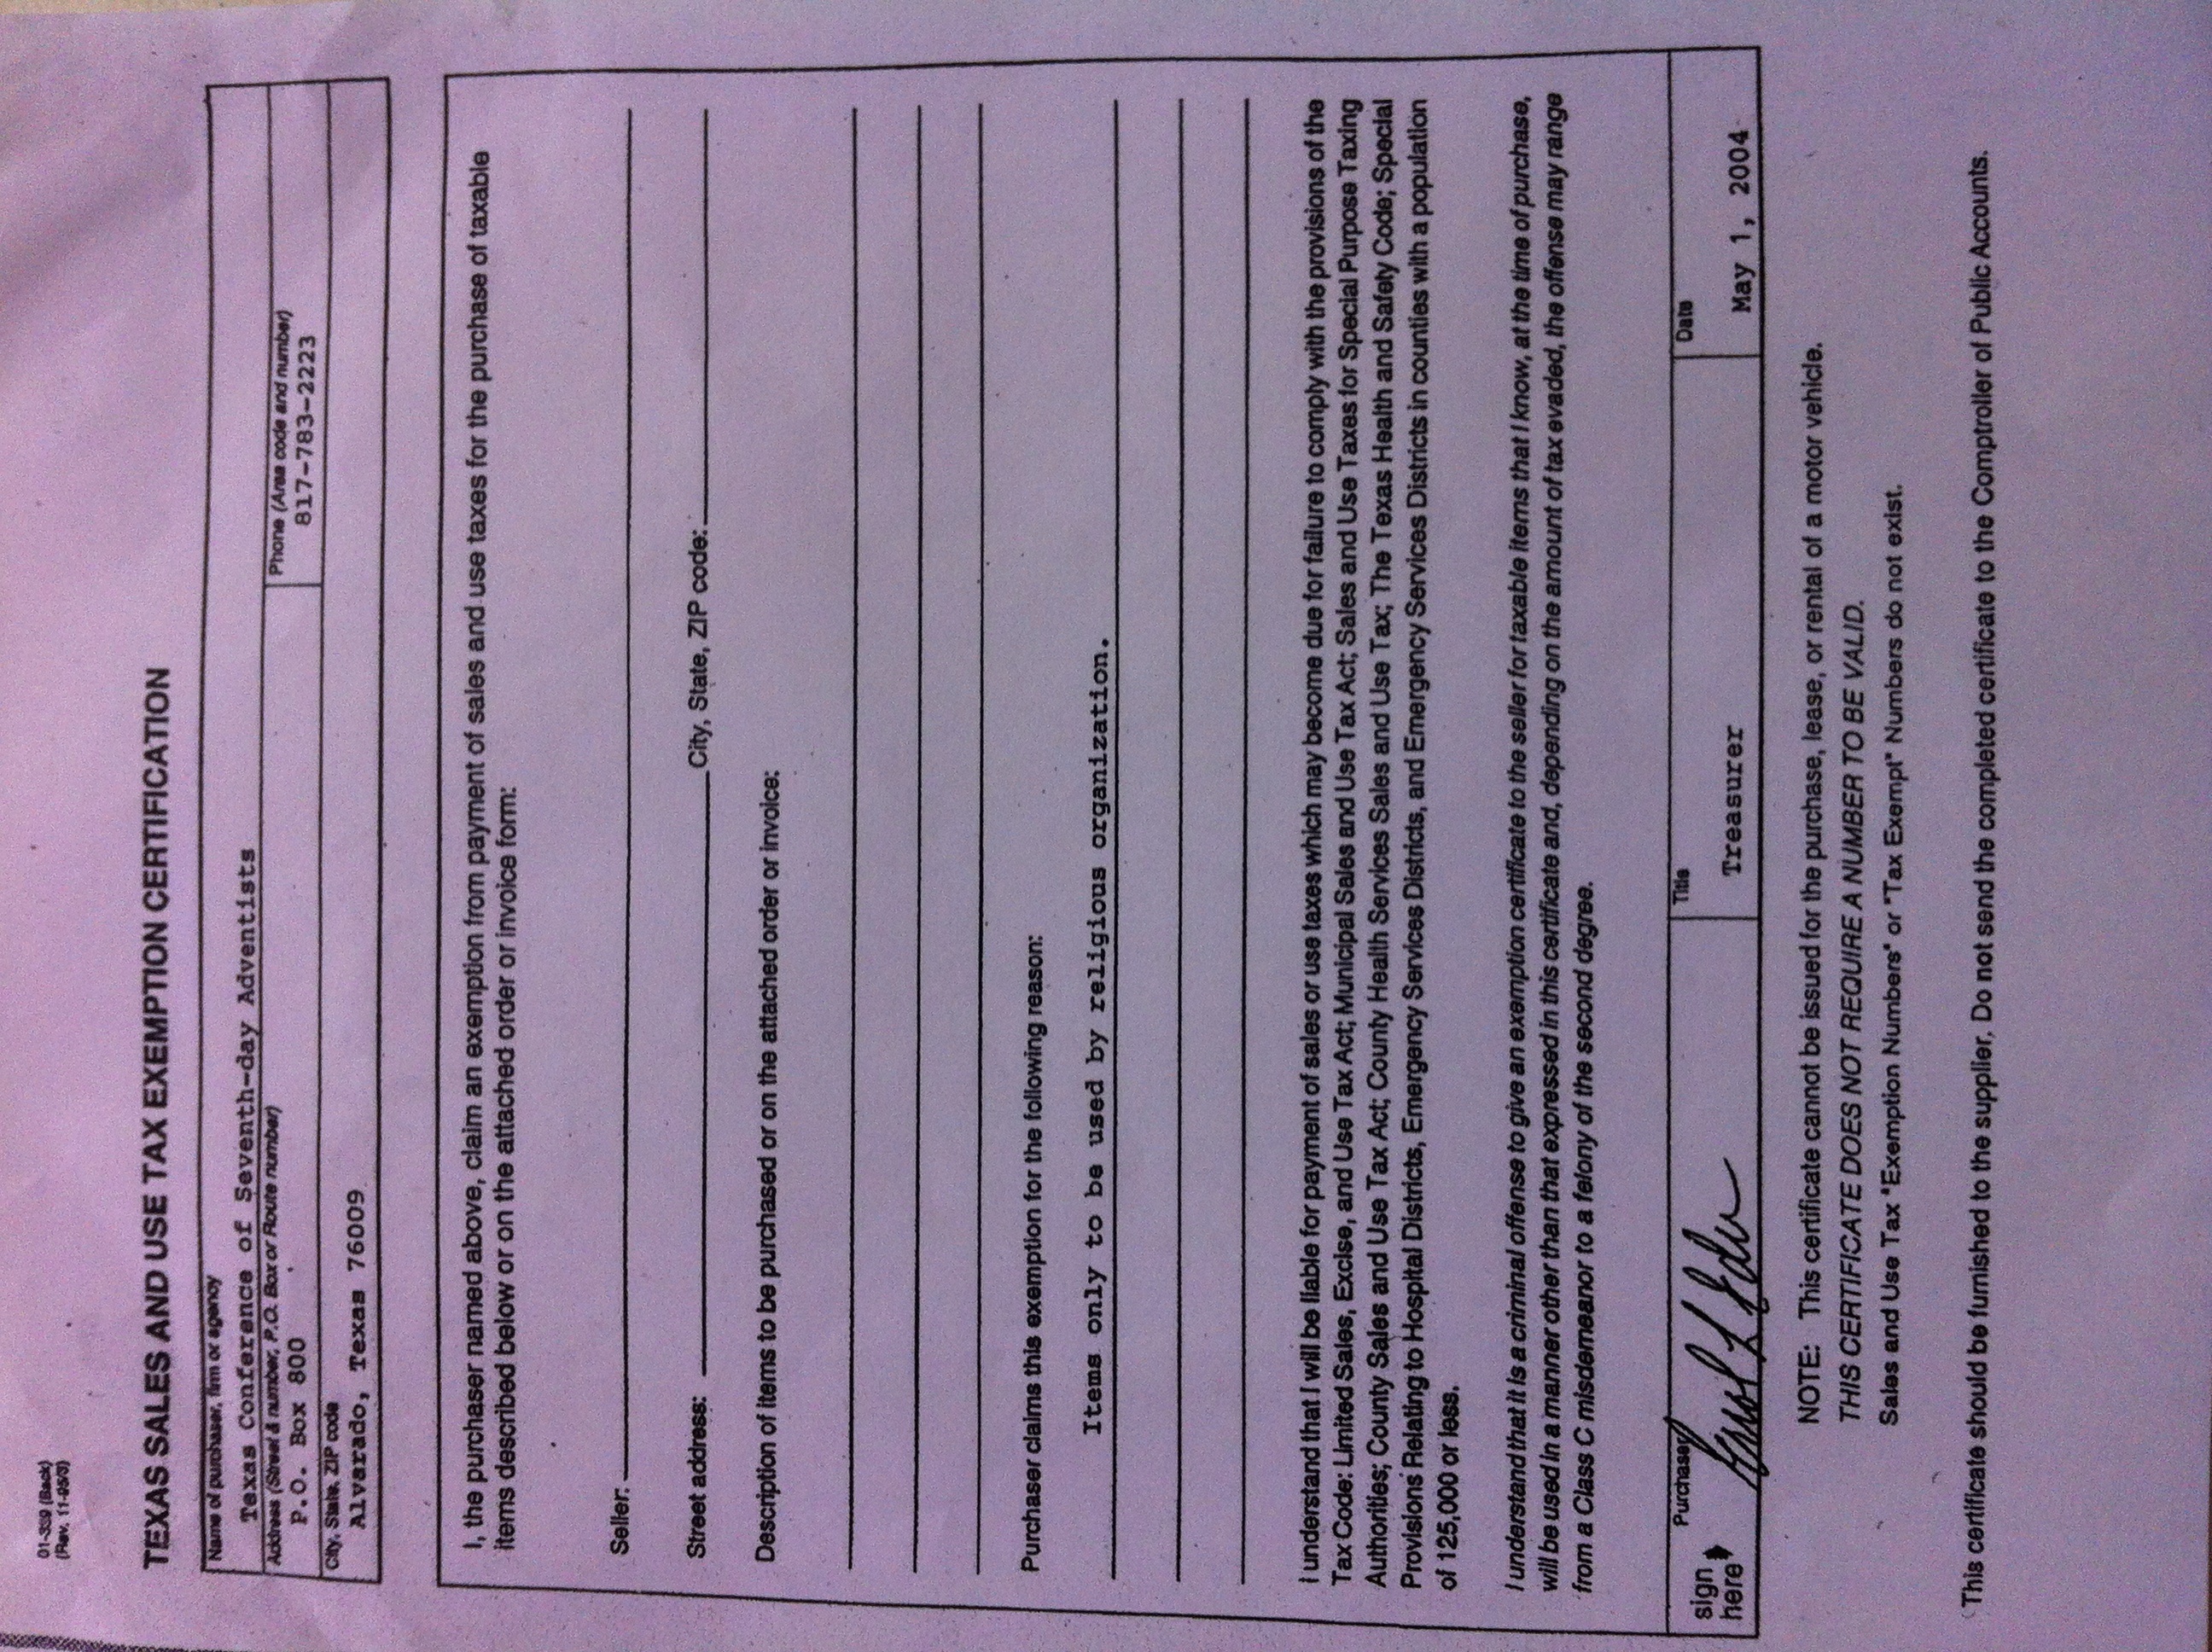 01-339 (Back)
(Rev. 11-95/3)
TEXAS SALES AND USE TAX EXEMPTION CERTIFICATION
Name of purchaser, firm or agency
Texas Conference of Seventh-day Adventists
Address (Street & number, P.O. Box or Route number)
P.O. Box 800
Phone (Area code and number)
817-783-2223
City, State, ZIP code
Alvarado, Texas 76009
I, the purchaser named above, claim an exemption from payment of sales and use taxes for the purchase of taxable
items described below or on the attached order or invoice form:
Seller:
Street address: City, State, ZIP code:
Description of items to be purchased or on the attached order or invoice:
Purchaser claims this exemption for the following reason:
Items only to be used by religious organization.
I understand that I will be liable for payment of sales or use taxes which may become due for failure to comply with the provisions of the
Tax Code: Limited Sales, Excise, and Use Tax Act; Municipal Sales and Use Tax Act; Sales and Use Taxes for Special Purpose Taxing
Authorities; County Sales and Use Tax Act; County Health Services Sales and Use Tax; The Texas Health and Safety Code; Special
Provisions Relating to Hospital Districts, Emergency Services Districts, and Emergency Services Districts in counties with a population
of 125,000 or less.
I understand that it is a criminal offense to give an exemption certificate to the seller for taxable items that I know, at the time of purchase,
will be used in a manner other than that expressed in this certificate and, depending on the amount of tax evaded, the offense may range
from a Class C misdemeanor to a felony of the second degree.
sign
here
Purchaser
Title
Treasurer
Date
May 1, 2004
NOTE: This certificate cannot be issued for the purchase, lease, or rental of a motor vehicle.
THIS CERTIFICATE DOES NOT REQUIRE A NUMBER TO BE VALID.
Sales and Use Tax "Exemption Numbers" or "Tax Exempt" Numbers do not exist.
This certificate should be furnished to the supplier. Do not send the completed certificate to the Comptroller of Public Accounts.